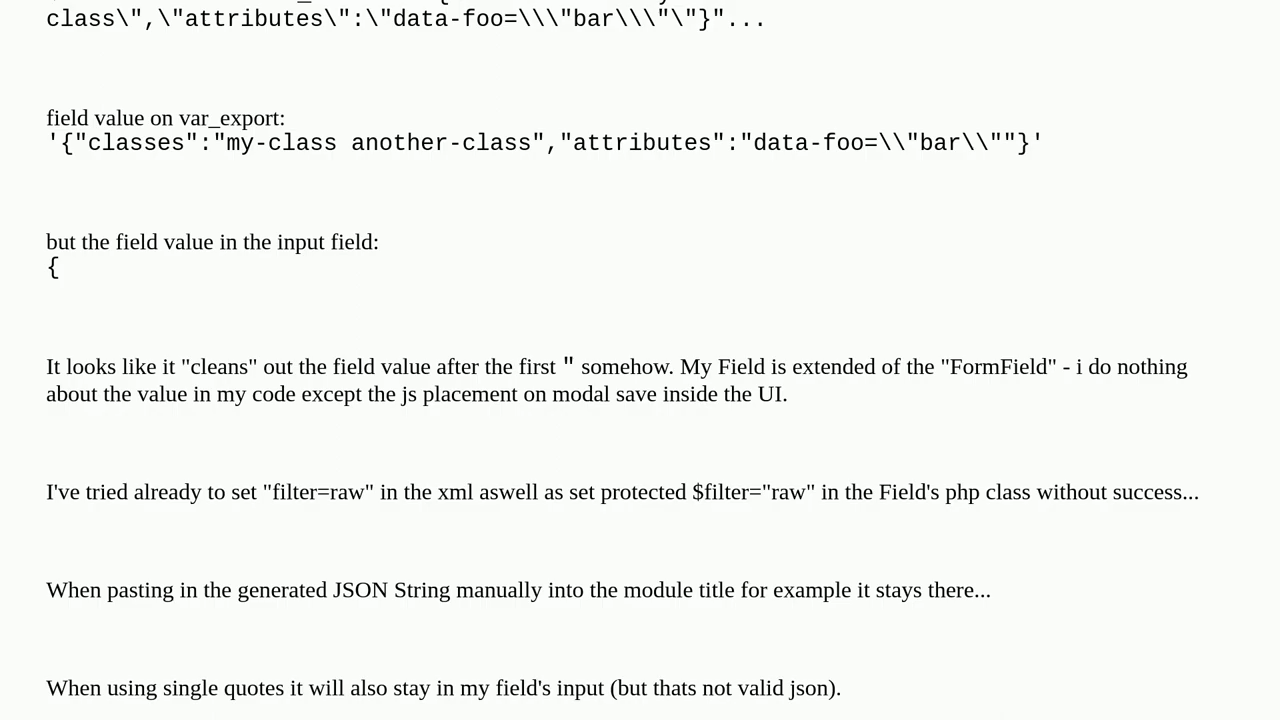 class\",\"attributes\":\"data-foo=\\\"bar\\\"\"}"...
field value on var_export:
'{"classes":"my-class another-class","attributes":"data-foo=\\"bar\\""}'
but the field value in the input field:
{
It looks like it "cleans" out the field value after the first " somehow. My Field is extended of the "FormField" - i do nothing
about the value in my code except the js placement on modal save inside the UI.
I've tried already to set "filter=raw" in the xml aswell as set protected $filter="raw" in the Field's php class without success...
When pasting in the generated JSON String manually into the module title for example it stays there...
When using single quotes it will also stay in my field's input (but thats not valid json).